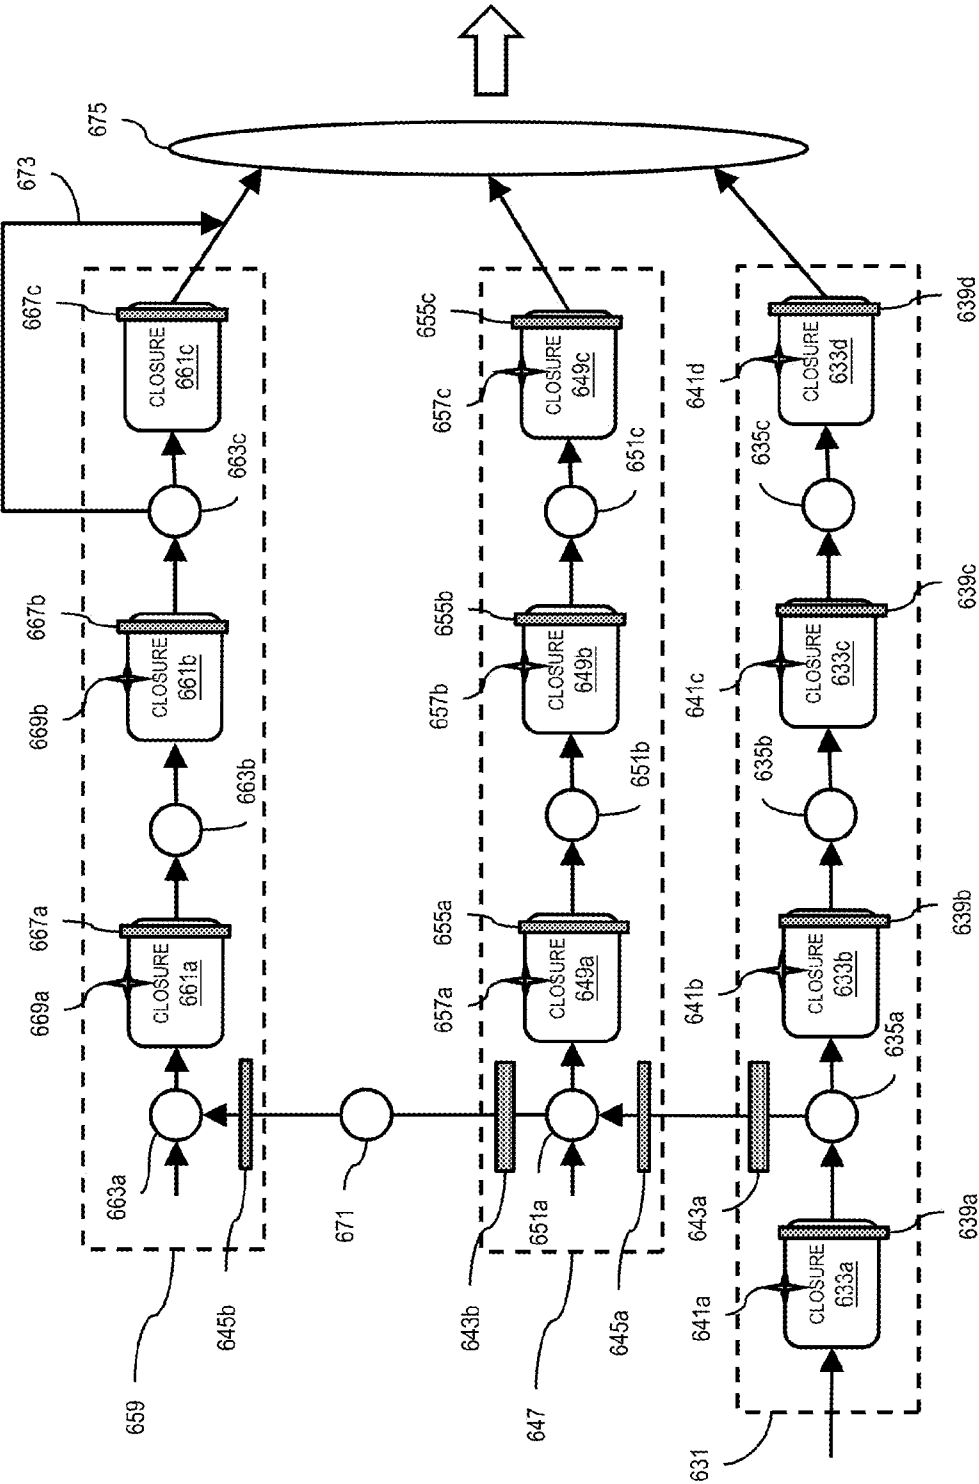 669a
667a
669b
667b
667c
673
675
659
663a
CLOSURE
661a
CLOSURE
661b
CLOSURE
661c
645b
663b
663c
671
657a
655a
657b
655b
657c
655c
643b
647
651a
CLOSURE
649a
CLOSURE
649b
CLOSURE
649c
645a
651b
651c
631
641a
643a
641b
635b
641c
635c
641d
CLOSURE
633a
CLOSURE
633b
CLOSURE
633c
CLOSURE
633d
635a
639a
639b
639c
639d